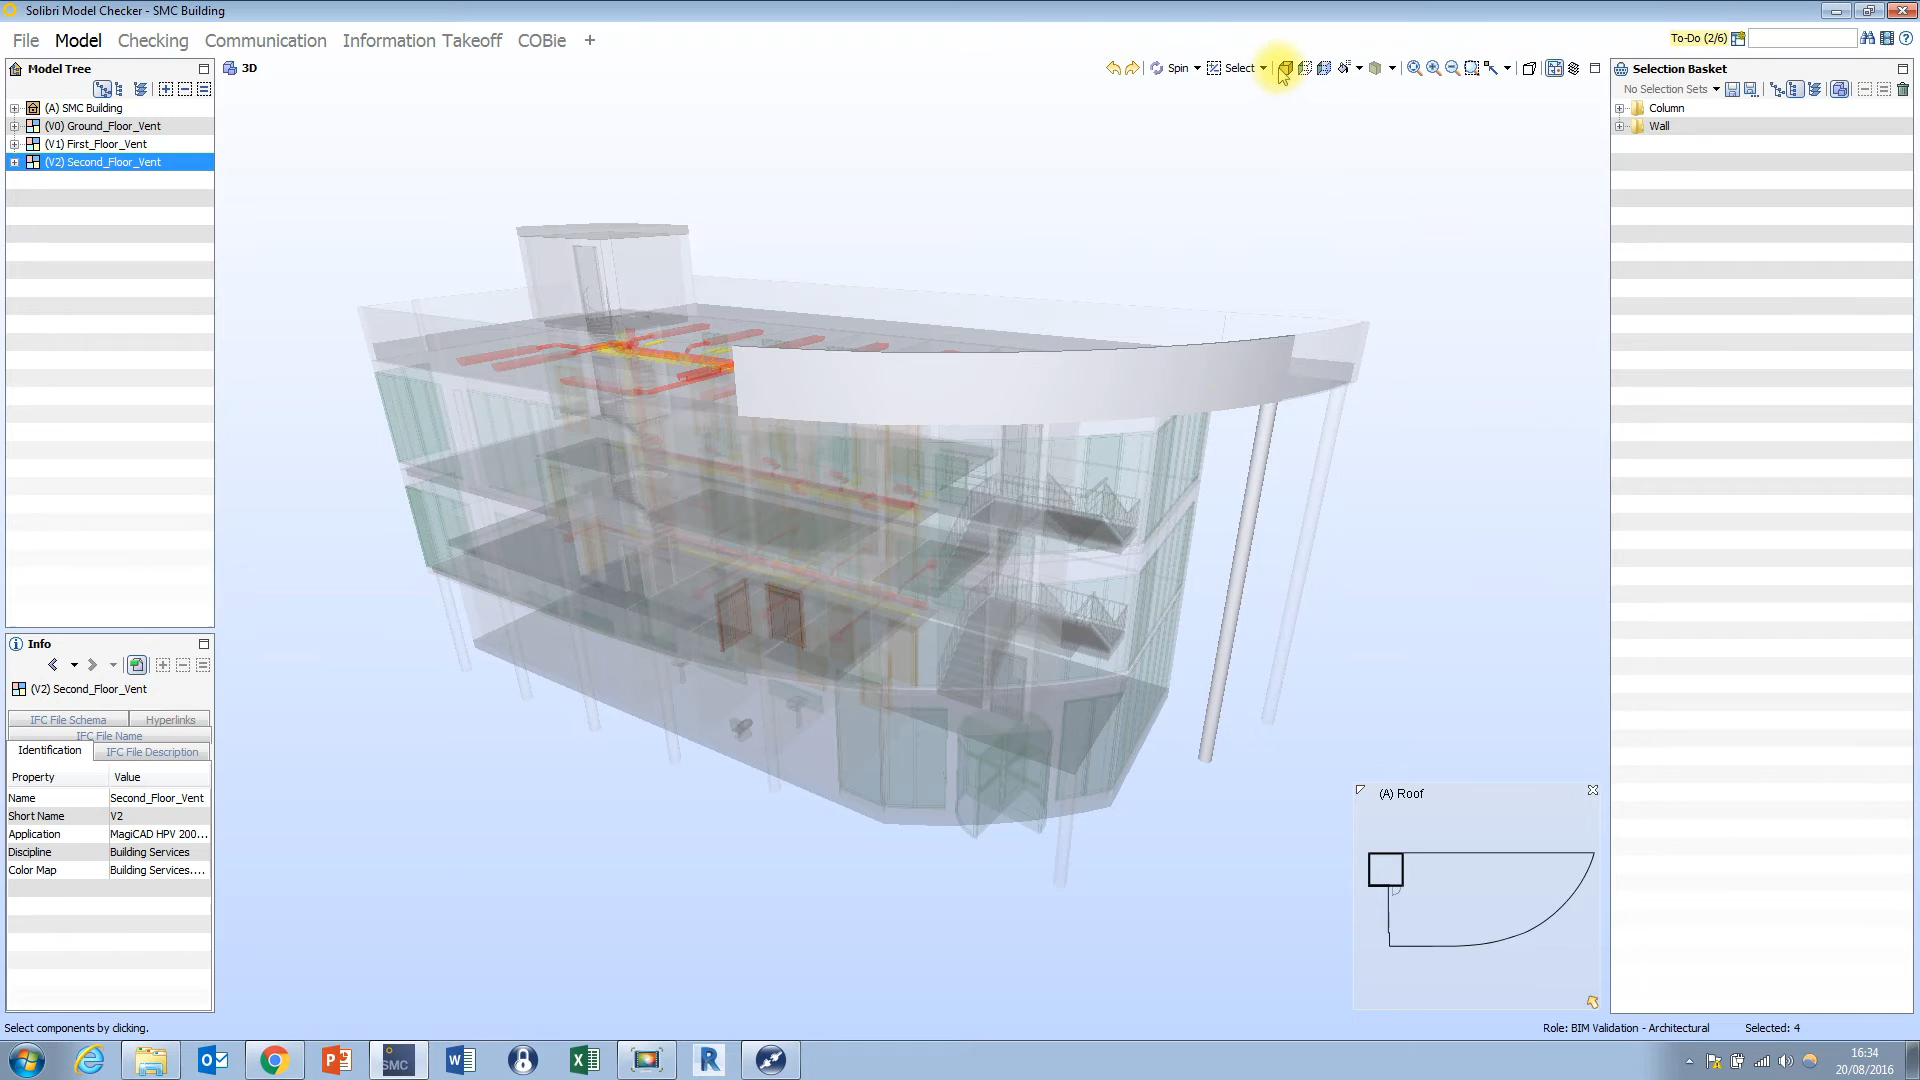 Solibri Model Checker - SMC Building
File Model Checking Communication Information Takeoff COBie +
To-Do (2/6)
Model Tree
3D
Spin
Select
Selection Basket
No Selection Sets
(A) SMC Building
(V0) Ground_Floor_Vent
(V1) First_Floor_Vent
(V2) Second_Floor_Vent
Column
Wall
Info
(V2) Second_Floor_Vent
IFC File Schema Hyperlinks
IFC File Name
Identification IFC File Description
Property Value
Name Second_Floor_Vent
Short Name V2
Application MagiCAD HPV 200...
Discipline Building Services
Color Map Building Services....
(A) Roof
Select components by clicking.
Role: BIM Validation - Architectural Selected: 4
SMC
16:34
20/08/2016